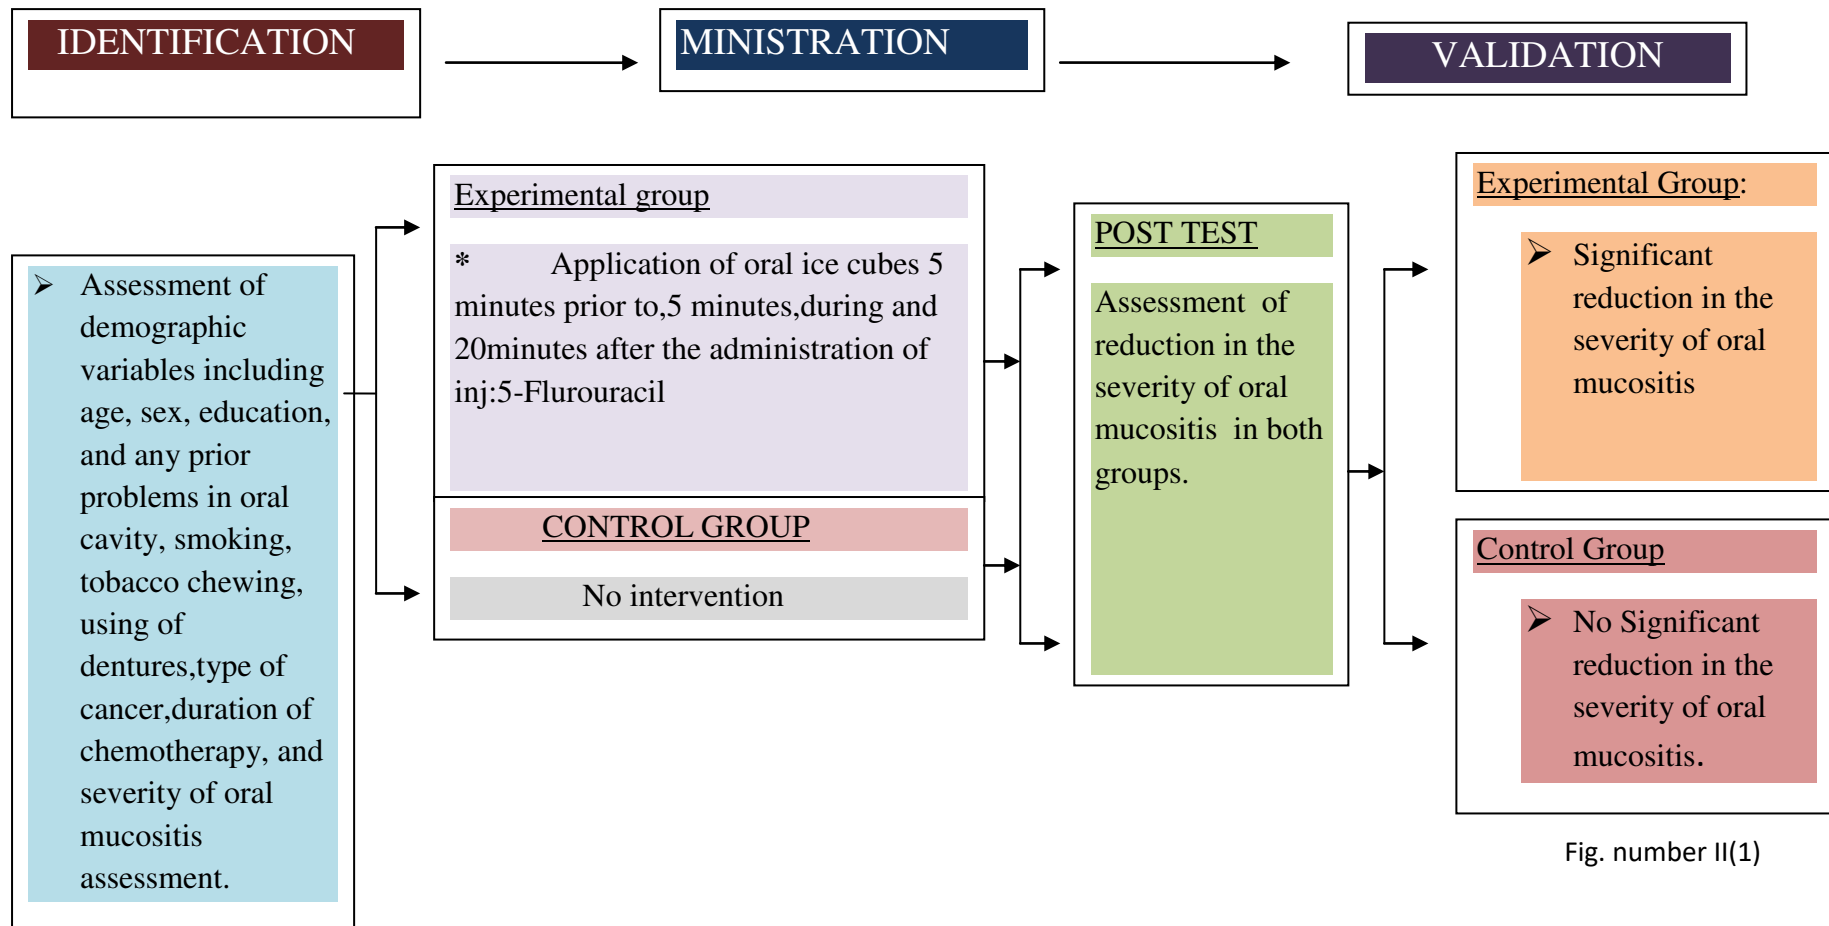 IDENTIFICATION
MINISTRATION
VALIDATION
➢ Assessment of
demographic
variables including
age, sex, education,
and any prior
problems in oral
cavity, smoking,
tobacco chewing,
using of
dentures,type of
cancer,duration of
chemotherapy, and
severity of oral
mucositis
assessment.
Experimental group
* Application of oral ice cubes 5
minutes prior to,5 minutes,during and
20minutes after the administration of
inj:5-Flurouracil
CONTROL GROUP
No intervention
POST TEST
Assessment of
reduction in the
severity of oral
mucositis in both
groups.
Experimental Group:
➢ Significant
reduction in the
severity of oral
mucositis
Control Group
➢ No Significant
reduction in the
severity of oral
mucositis.
Fig. number II(1)